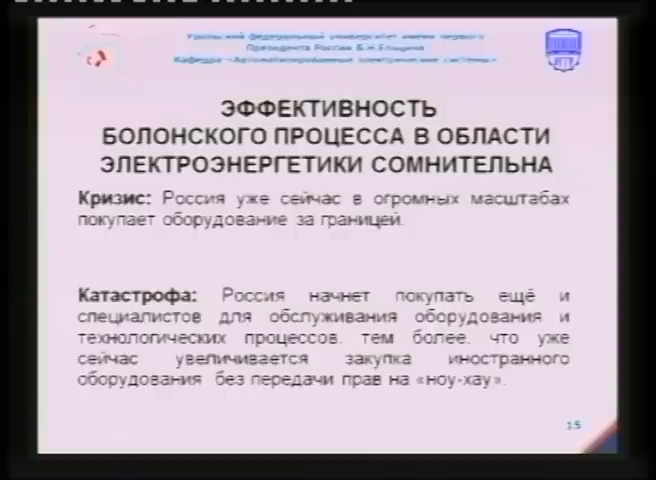 Уральский федеральный университет имени первого
Президента России Б.Н.Ельцина
Кафедра «Автоматизированные электрические системы»
ЭФФЕКТИВНОСТЬ
БОЛОНСКОГО ПРОЦЕССА В ОБЛАСТИ
ЭЛЕКТРОЭНЕРГЕТИКИ СОМНИТЕЛЬНА
Кризис: Россия уже сейчас в огромных масштабах
покупает оборудование за границей.
Катастрофа: Россия начнет покупать ещё и
специалистов для обслуживания оборудования и
технологических процессов, тем более, что уже
сейчас увеличивается закупка иностранного
оборудования без передачи прав на «ноу-хау».
15